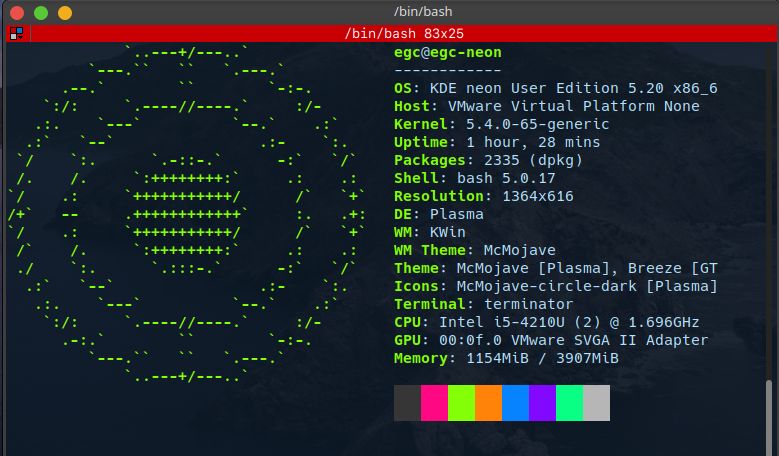 /bin/bash
/bin/bash 83x25
egc@egc-neon
------------
OS: KDE neon User Edition 5.20 x86_6
Host: VMware Virtual Platform None
Kernel: 5.4.0-65-generic
Uptime: 1 hour, 28 mins
Packages: 2335 (dpkg)
Shell: bash 5.0.17
Resolution: 1364x616
DE: Plasma
WM: KWin
WM Theme: McMojave
Theme: McMojave [Plasma], Breeze [GT
Icons: McMojave-circle-dark [Plasma]
Terminal: terminator
CPU: Intel i5-4210U (2) @ 1.696GHz
GPU: 00:0f.0 VMware SVGA II Adapter
Memory: 1154MiB / 3907MiB